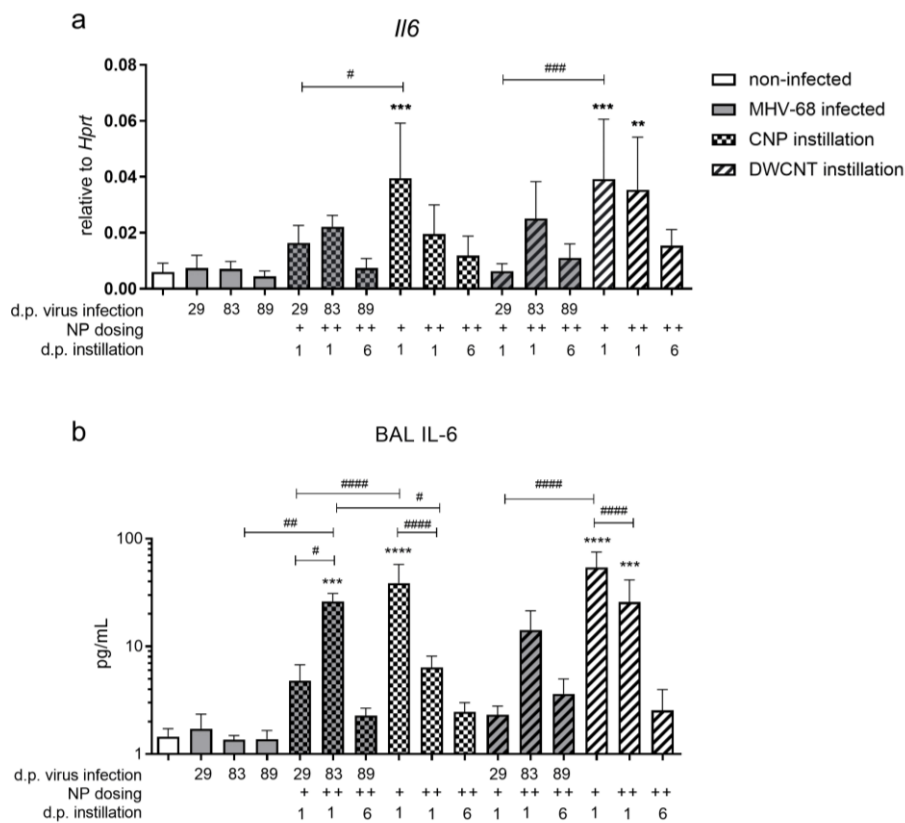 a
Il6
0.08
0.06
0.04
0.02
0.00
relative to Hprt
# ###
*** *** **
non-infected
MHV-68 infected
CNP instillation
DWCNT instillation
d.p. virus infection 29 83 89 29 83 89 29 83 89
NP dosing + ++ ++ + ++ ++ + ++ ++ + ++ ++
d.p. instillation 1 1 6 1 1 6 1 1 6 1 1 6
b
BAL IL-6
#### ####
#
## #### ####
#
*** **** **** ***
100
10
1
pg/mL
d.p. virus infection 29 83 89 29 83 89 29 83 89
NP dosing + ++ ++ + ++ ++ + ++ ++ + ++ ++
d.p. instillation 1 1 6 1 1 6 1 1 6 1 1 6